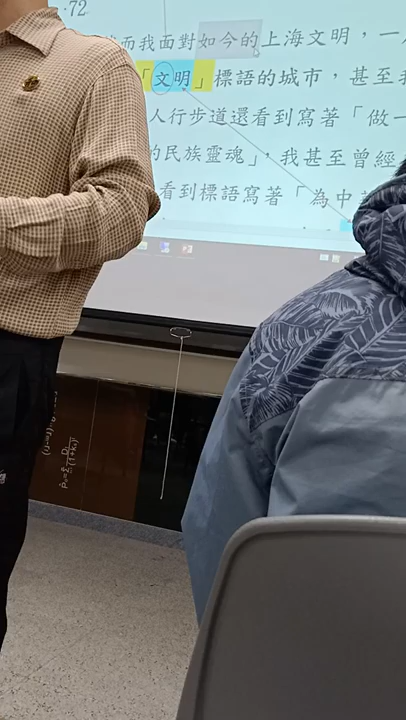 .72
而我面對如今的上海文明，一
「文明」標語的城市，甚至我
人行步道還看到寫著「做一
的民族靈魂」，我甚至曾經
看到標語寫著「為中